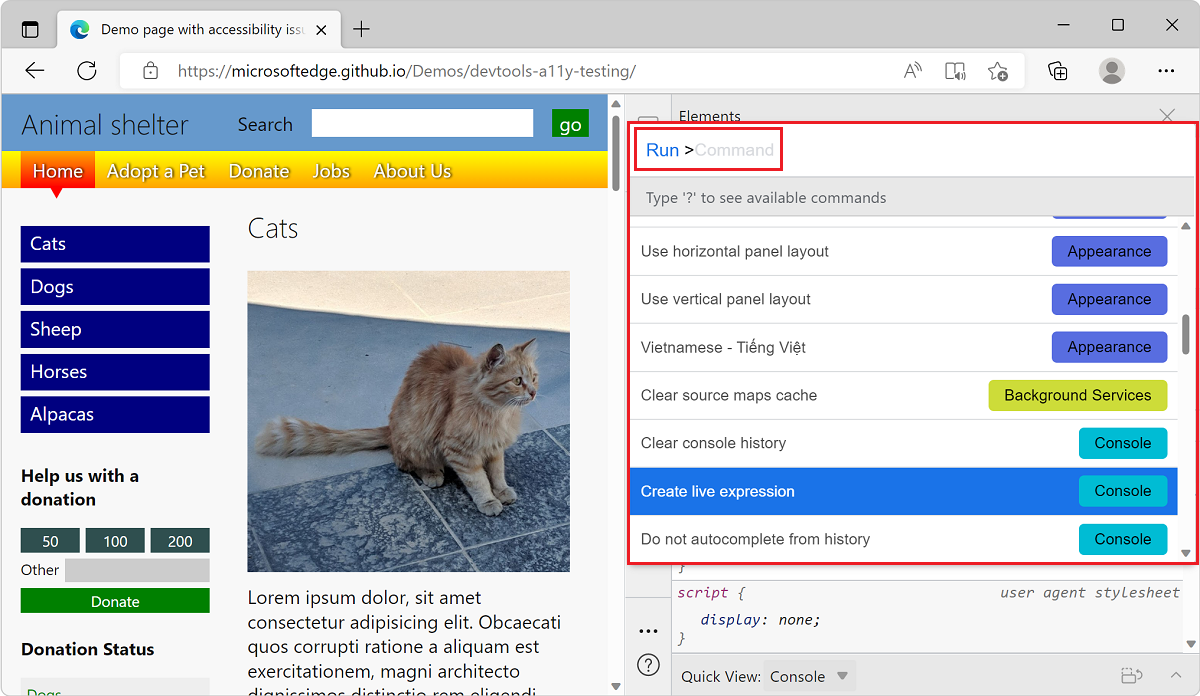 Demo page with accessibility issu
https://microsoftedge.github.io/Demos/devtools-a11y-testing/
Animal shelter
Search
go
Home
Adopt a Pet
Donate
Jobs
About Us
Cats
Dogs
Sheep
Horses
Alpacas
Help us with a
donation
50
100
200
Other
Donate
Donation Status
Dogs
Cats
Lorem ipsum dolor, sit amet
consectetur adipisicing elit. Obcaecati
quos corrupti ratione a aliquam est
exercitationem, magni architecto
dignissimos distinctio rem eligendi
Elements
Run >Command
Type '?' to see available commands
Use horizontal panel layout Appearance
Use vertical panel layout Appearance
Vietnamese - Tiếng Việt Appearance
Clear source maps cache Background Services
Clear console history Console
Create live expression Console
Do not autocomplete from history Console
}
script { user agent stylesheet
display: none;
}
Quick View: Console